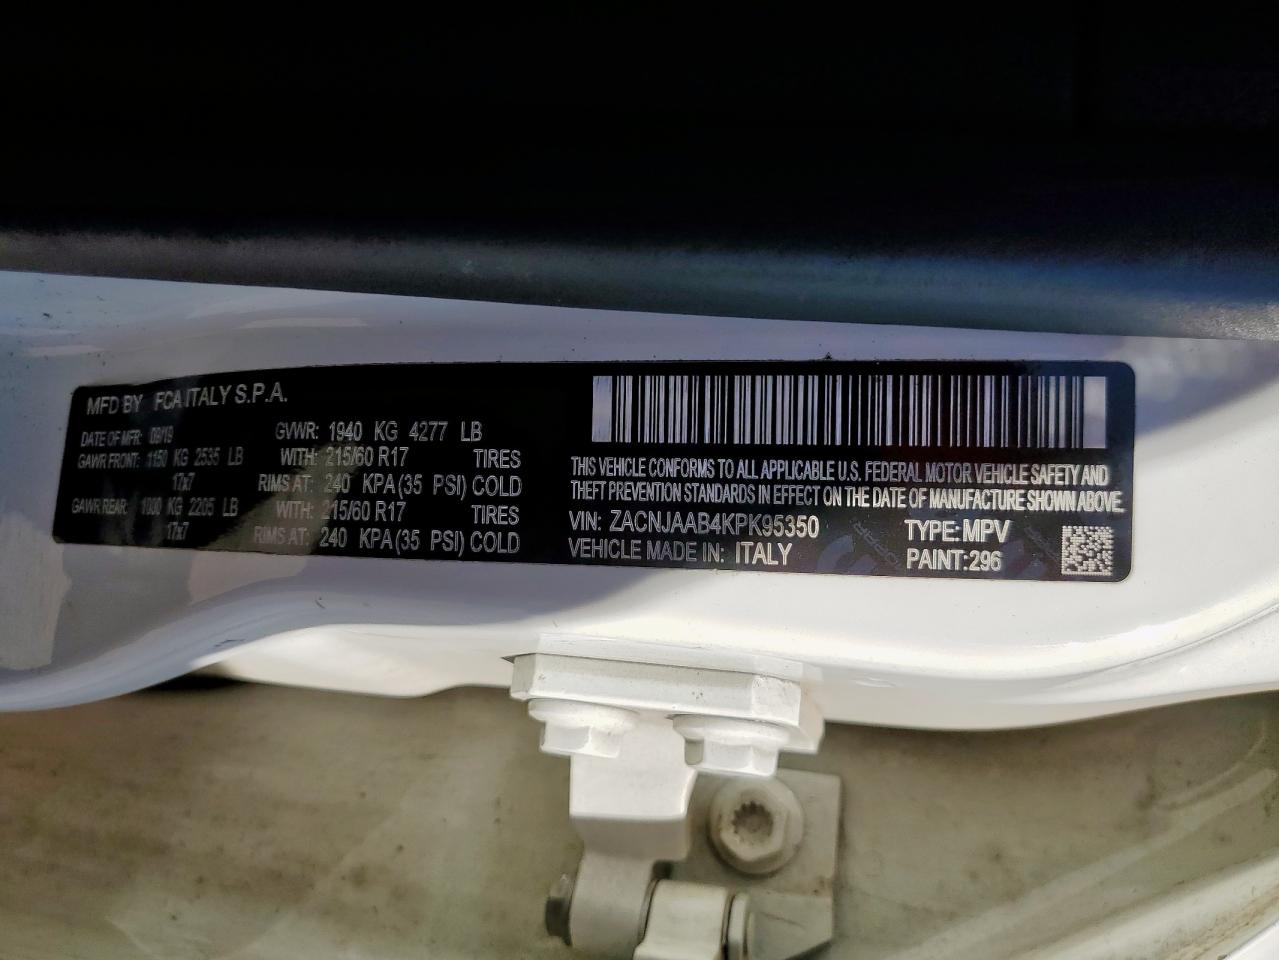 MFD BY FCA ITALY S.P.A.
DATE OF MFR: 09/19 GVWR: 1940 KG 4277 LB
GAWR FRONT: 1150 KG 2535 LB WITH: 215/60 R17 TIRES
17x7 RIMS AT: 240 KPA (35 PSI) COLD
GAWR REAR: 1000 KG 2205 LB WITH: 215/60 R17 TIRES
17x7 RIMS AT: 240 KPA (35 PSI) COLD
THIS VEHICLE CONFORMS TO ALL APPLICABLE U.S. FEDERAL MOTOR VEHICLE SAFETY AND
THEFT PREVENTION STANDARDS IN EFFECT ON THE DATE OF MANUFACTURE SHOWN ABOVE.
VIN: ZACNJAAB4KPK95350 TYPE: MPV
VEHICLE MADE IN: ITALY PAINT: 296